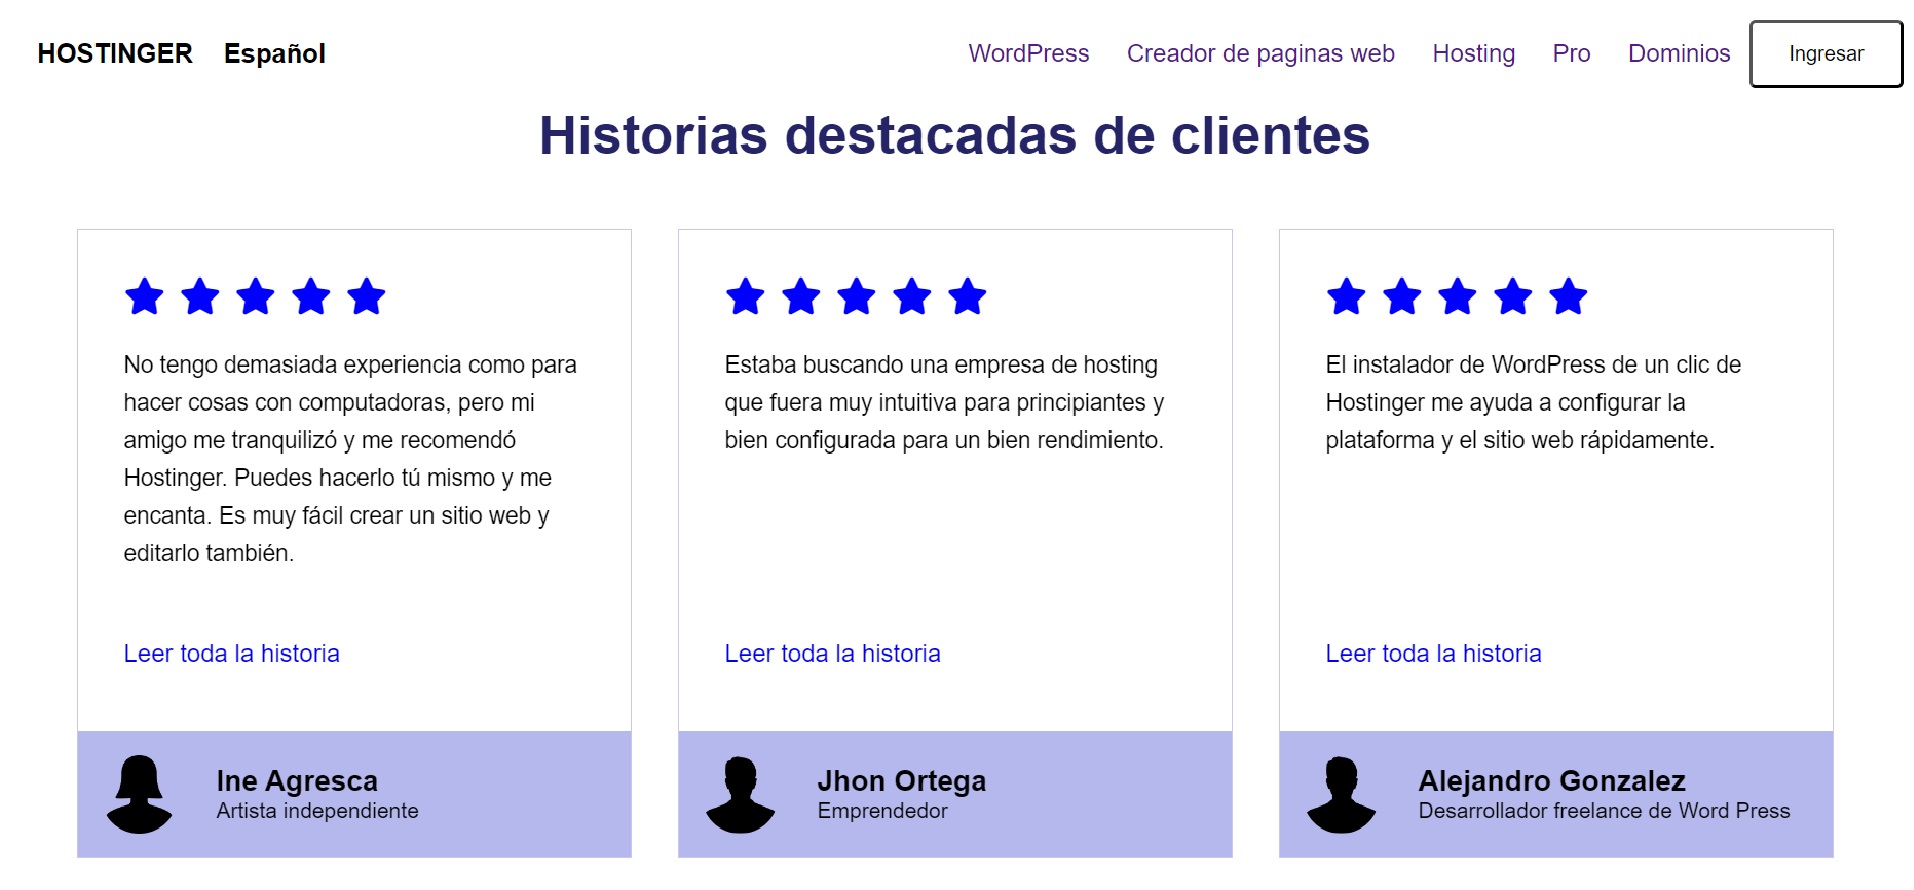 HOSTINGER Español WordPress Creador de paginas web Hosting Pro Dominios Ingresar
Historias destacadas de clientes
No tengo demasiada experiencia como para
hacer cosas con computadoras, pero mi
amigo me tranquilizó y me recomendó
Hostinger. Puedes hacerlo tú mismo y me
encanta. Es muy fácil crear un sitio web y
editarlo también.
Leer toda la historia
Ine Agresca
Artista independiente
Estaba buscando una empresa de hosting
que fuera muy intuitiva para principiantes y
bien configurada para un bien rendimiento.
Leer toda la historia
Jhon Ortega
Emprendedor
El instalador de WordPress de un clic de
Hostinger me ayuda a configurar la
plataforma y el sitio web rápidamente.
Leer toda la historia
Alejandro Gonzalez
Desarrollador freelance de Word Press